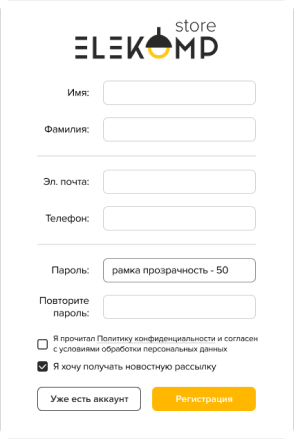 store
ELEKOMP
Имя:
Фамилия:
Эл. почта:
Телефон:
Пароль: рамка прозрачность - 50
Повторите
пароль:
Я прочитал Политику конфиденциальности и согласен
с условиями обработки персональных данных
Я хочу получать новостную рассылку
Уже есть аккаунт Регистрация